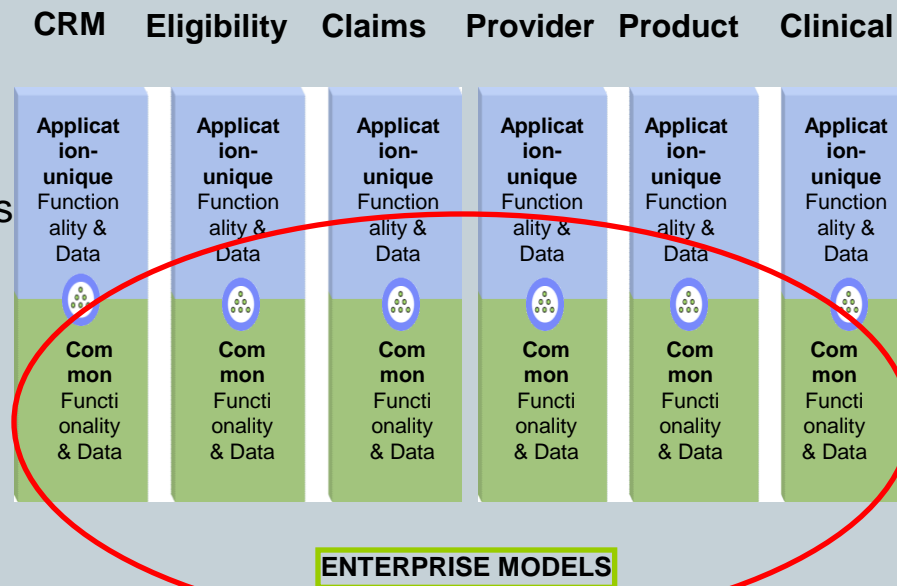 CRM Eligibility Claims Provider Product Clinical
Applicat
ion-
unique
Function
ality &
Data
Com
mon
Functi
onality
& Data
Applicat
ion-
unique
Function
ality &
Data
Com
mon
Functi
onality
& Data
Applicat
ion-
unique
Function
ality &
Data
Com
mon
Functi
onality
& Data
Applicat
ion-
unique
Function
ality &
Data
Com
mon
Functi
onality
& Data
Applicat
ion-
unique
Function
ality &
Data
Com
mon
Functi
onality
& Data
Applicat
ion-
unique
Function
ality &
Data
Com
mon
Functi
onality
& Data
s
ENTERPRISE MODELS